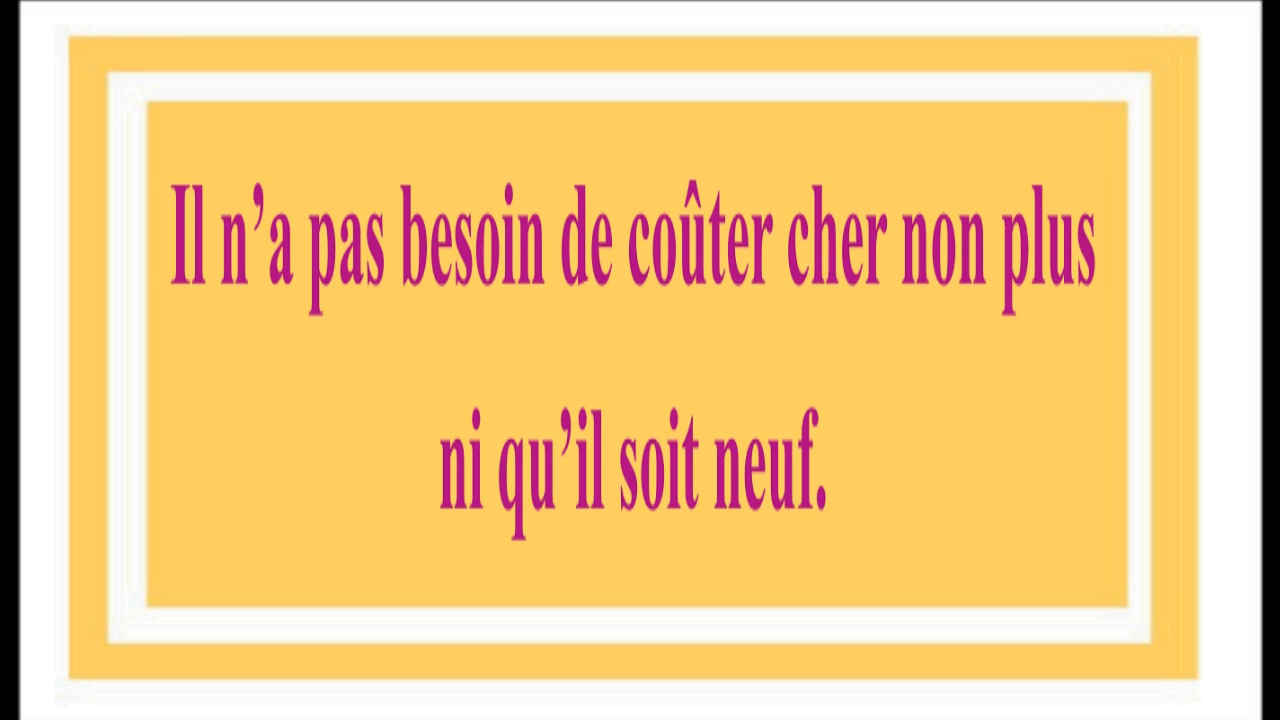 Il n’a pas besoin de coûter cher non plus
ni qu’il soit neuf.